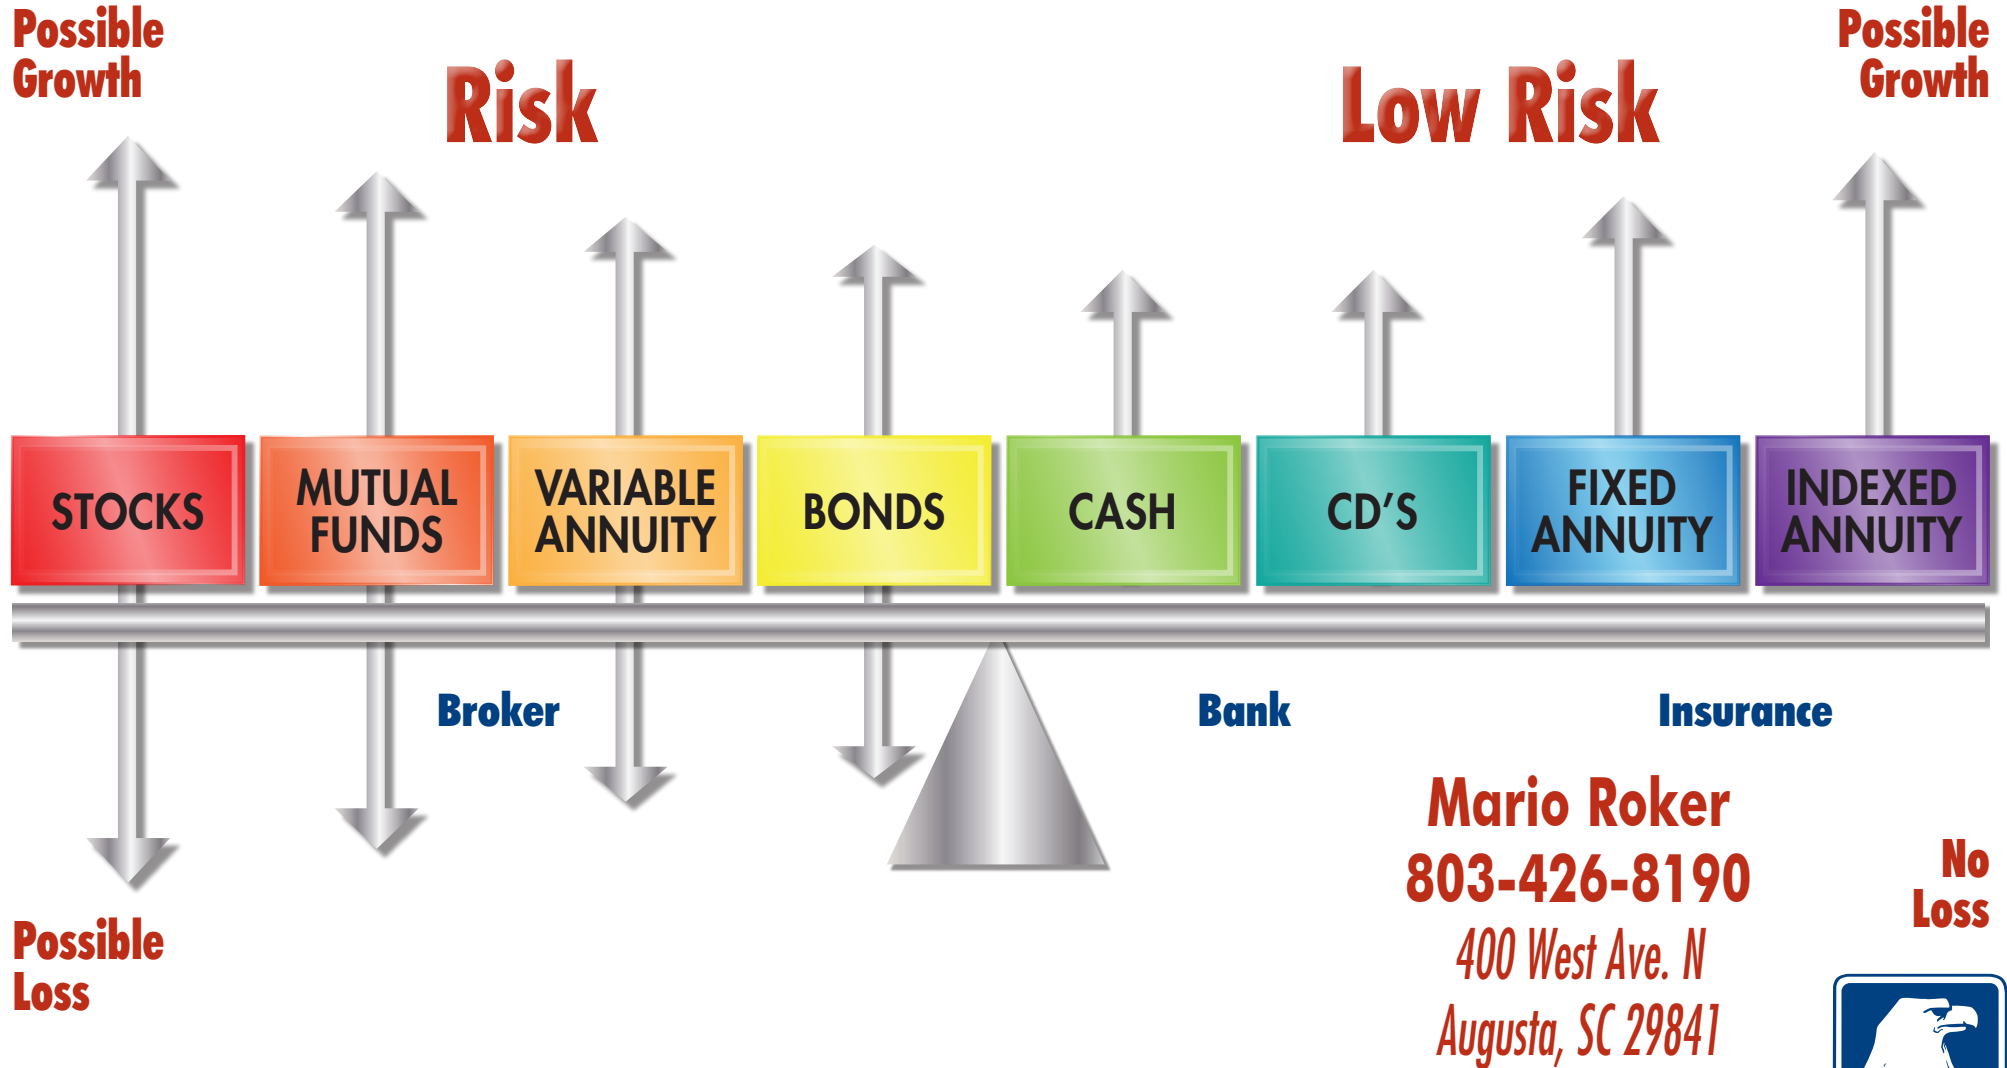 Possible
Growth
Risk
Low Risk
Possible
Growth
STOCKS
MUTUAL
FUNDS
VARIABLE
ANNUITY
BONDS
CASH
CD'S
FIXED
ANNUITY
INDEXED
ANNUITY
Broker
Bank
Insurance
Possible
Loss
Mario Roker
803-426-8190
400 West Ave. N
Augusta, SC 29841
No
Loss